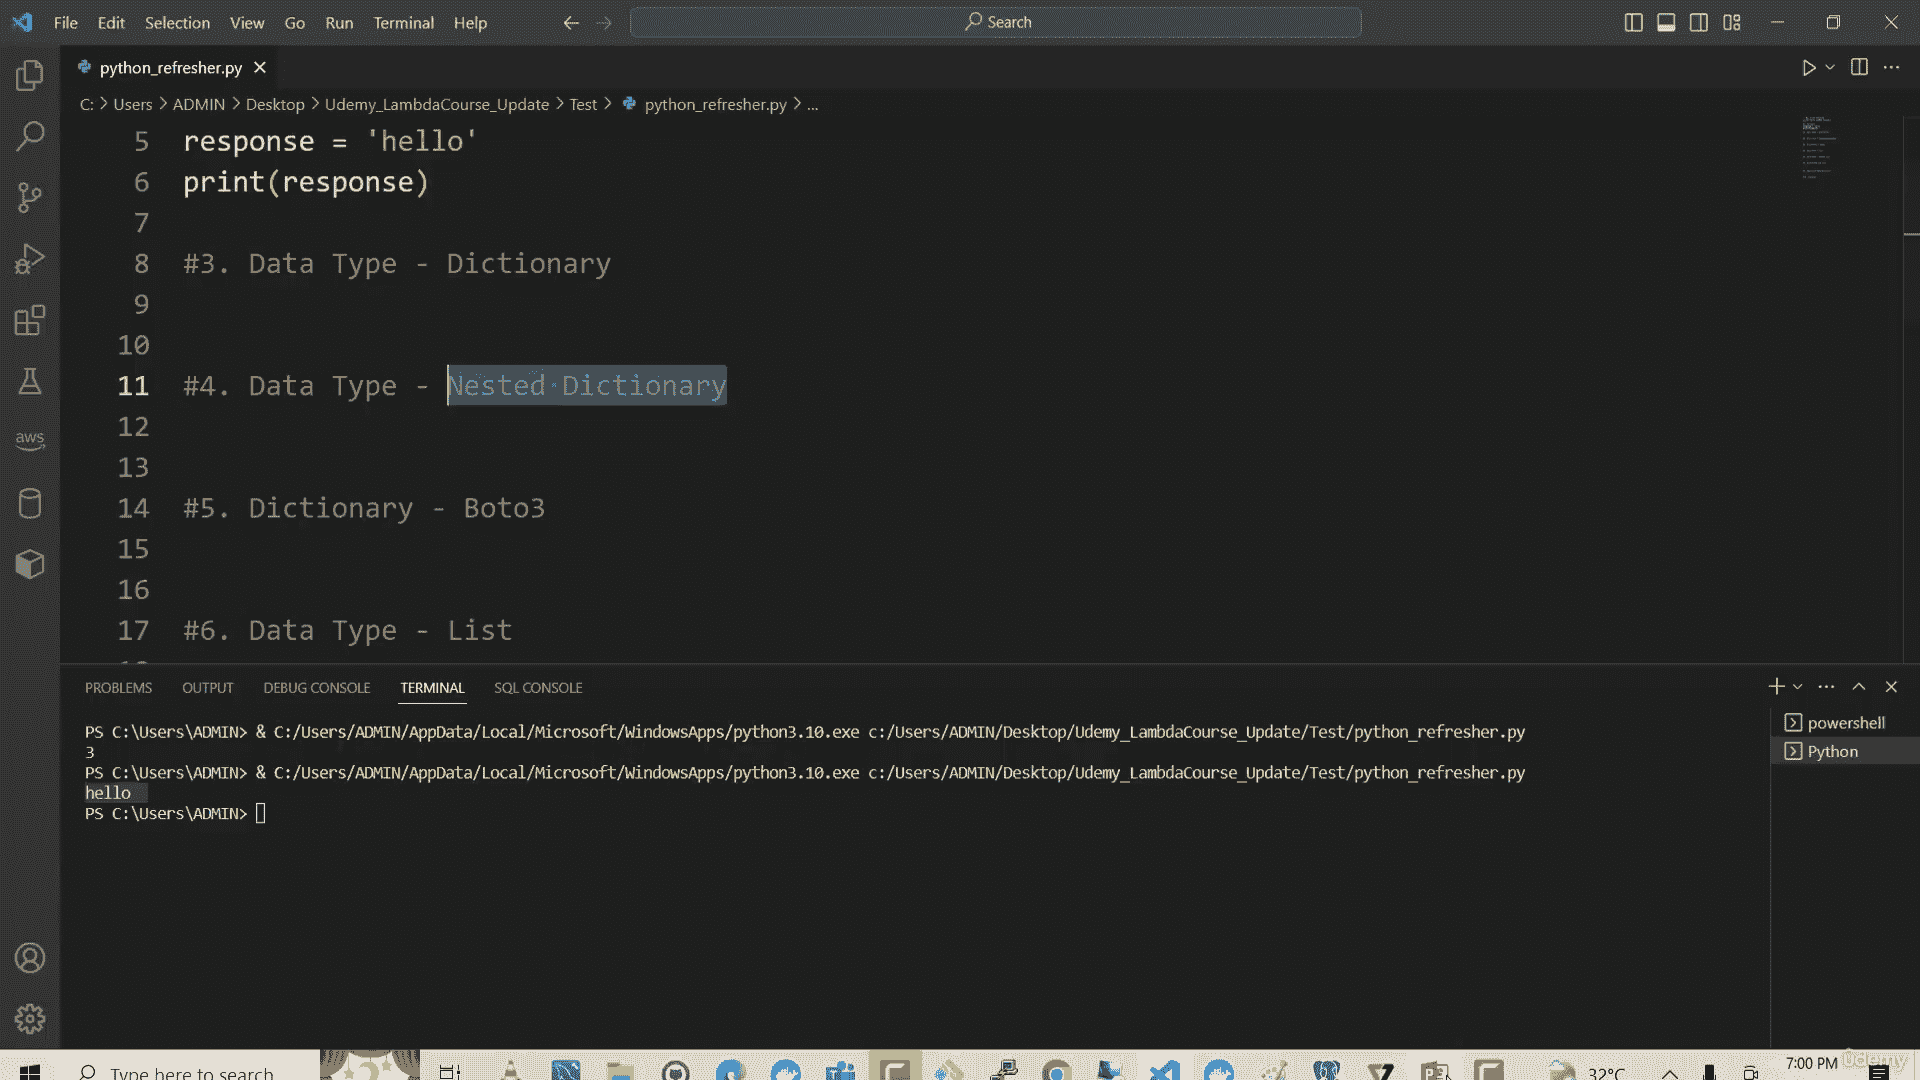 File Edit Selection View Go Run Terminal Help
Search
python_refresher.py
C: > Users > ADMIN > Desktop > Udemy_LambdaCourse_Update > Test > python_refresher.py > ...
5 response = 'hello'
6 print(response)
7
8 #3. Data Type - Dictionary
9
10
11 #4. Data Type - Nested Dictionary
12
13
14 #5. Dictionary - Boto3
15
16
17 #6. Data Type - List
aws
PROBLEMS OUTPUT DEBUG CONSOLE TERMINAL SQL CONSOLE
PS C:\Users\ADMIN> & C:/Users/ADMIN/AppData/Local/Microsoft/WindowsApps/python3.10.exe c:/Users/ADMIN/Desktop/Udemy_LambdaCourse_Update/Test/python_refresher.py
3
PS C:\Users\ADMIN> & C:/Users/ADMIN/AppData/Local/Microsoft/WindowsApps/python3.10.exe c:/Users/ADMIN/Desktop/Udemy_LambdaCourse_Update/Test/python_refresher.py
hello
PS C:\Users\ADMIN>
powershell
Python
Type here to search
32°C
7:00 PM
Udemy